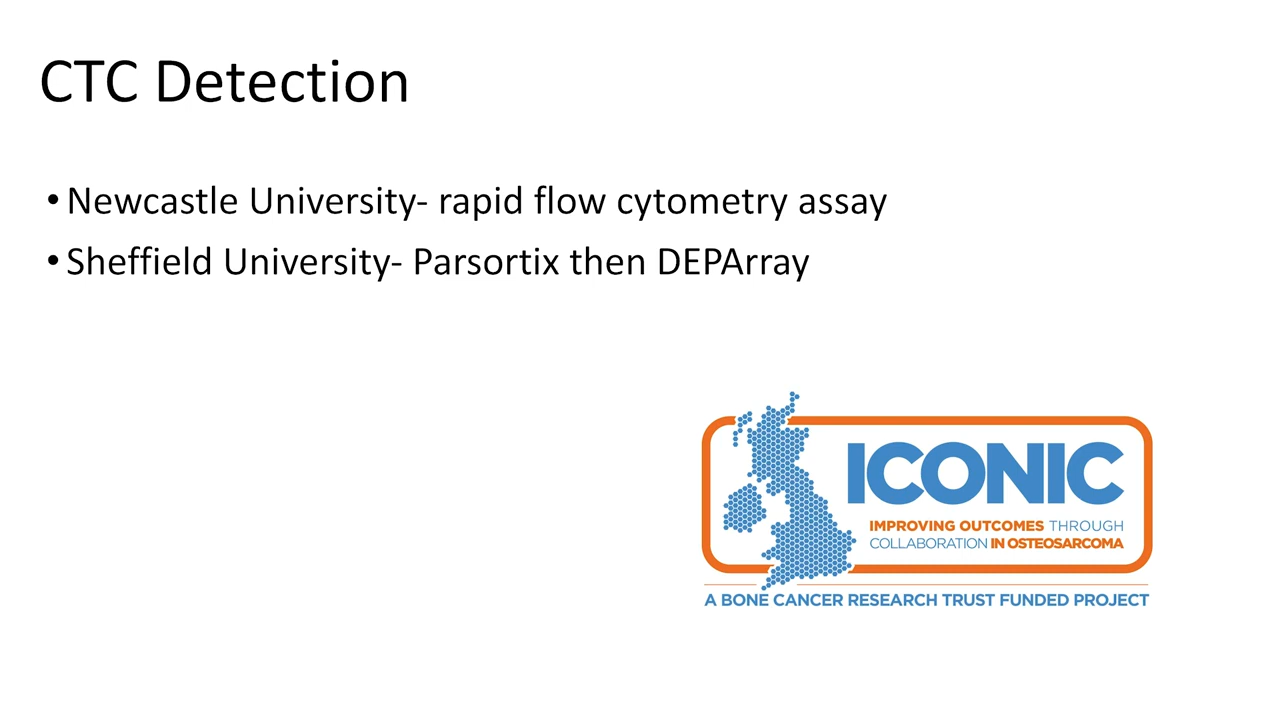 CTC Detection
• Newcastle University- rapid flow cytometry assay
• Sheffield University- Parsortix then DEPArray
ICONIC
IMPROVING OUTCOMES THROUGH
COLLABORATION IN OSTEOSARCOMA
A BONE CANCER RESEARCH TRUST FUNDED PROJECT